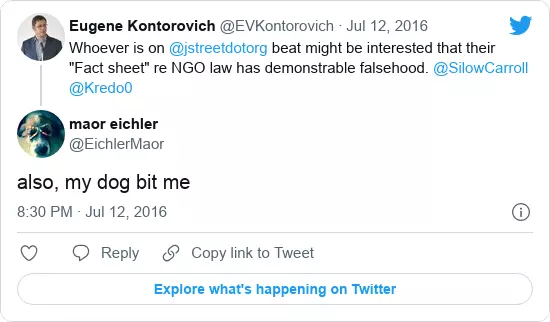 Eugene Kontorovich @EVKontorovich · Jul 12, 2016
Whoever is on @jstreetdotorg beat might be interested that their
"Fact sheet" re NGO law has demonstrable falsehood. @SilowCarroll
@Kredo0
maor eichler
@EichlerMaor
also, my dog bit me
8:30 PM · Jul 12, 2016
Reply
Copy link to Tweet
Explore what's happening on Twitter